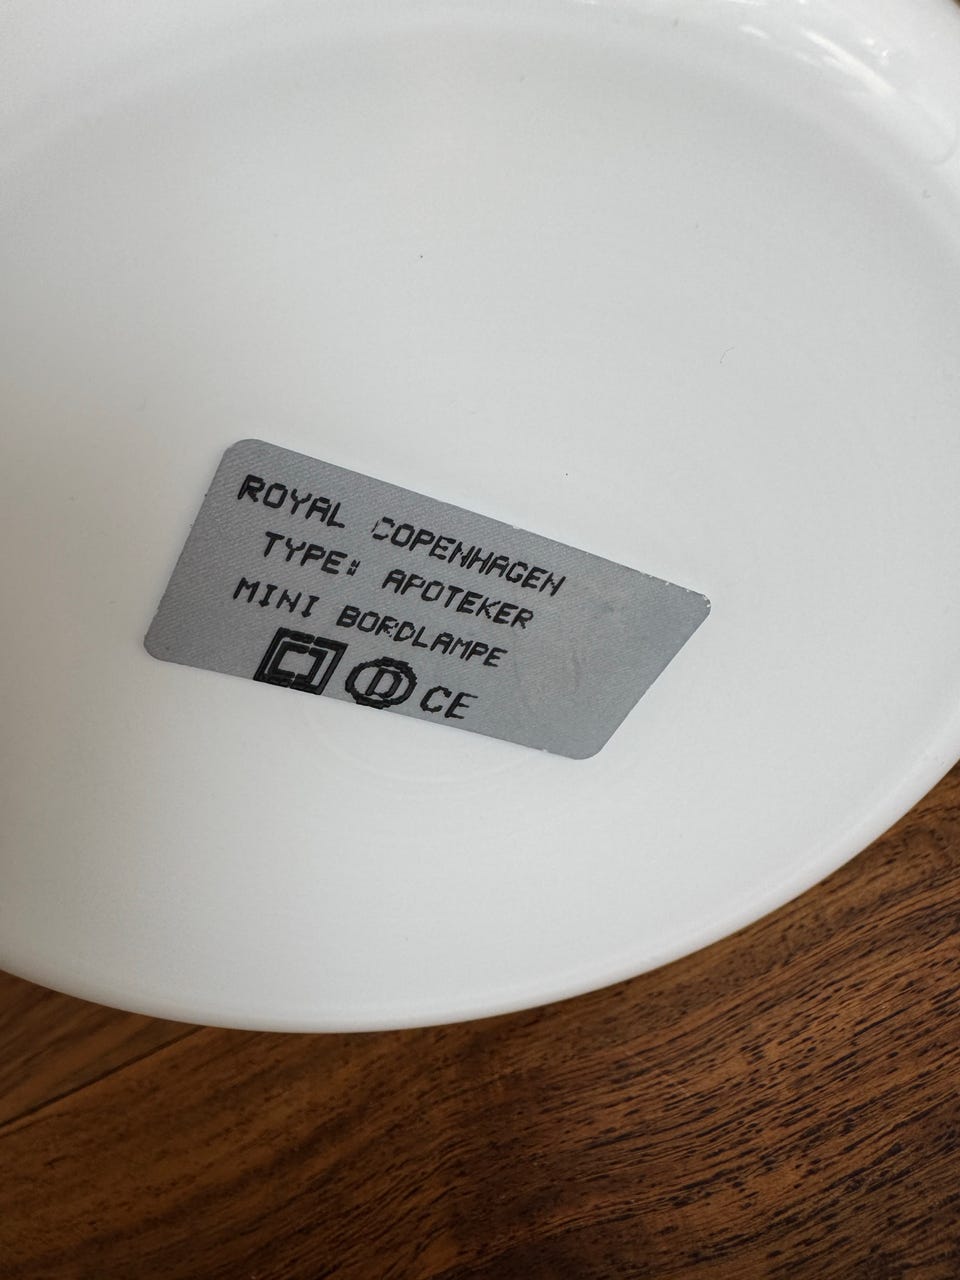 ROYAL COPENHAGEN
TYPE: APOTEKER
MINI BORDLAMPE
D CE